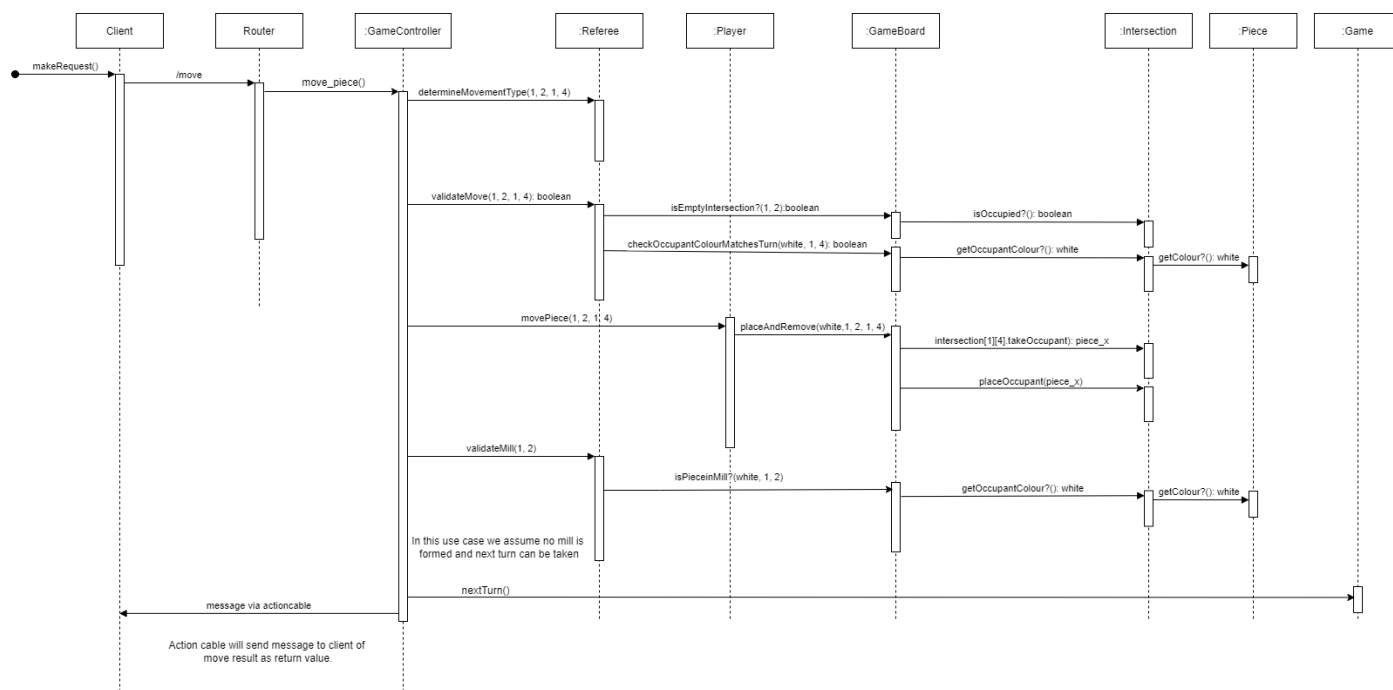 Client
Router
:GameController
:Referee
:Player
:GameBoard
:Intersection
:Piece
:Game
makeRequest()
/move
move_piece()
determineMovementType(1, 2, 1, 4)
validateMove(1, 2, 1, 4): boolean
isEmptyIntersection?(1, 2):boolean
isOccupied?(): boolean
checkOccupantColourMatchesTurn(white, 1, 4): boolean
getOccupantColour?(): white
getColour?(): white
movePiece(1, 2, 1, 4)
placeAndRemove(white,1, 2, 1, 4)
intersection[1][4].takeOccupant): piece_x
placeOccupant(piece_x)
validateMill(1, 2)
isPieceinMill?(white, 1, 2)
getOccupantColour?(): white
getColour?(): white
In this use case we assume no mill is
formed and next turn can be taken
nextTurn()
message via actioncable
Action cable will send message to client of
move result as return value.